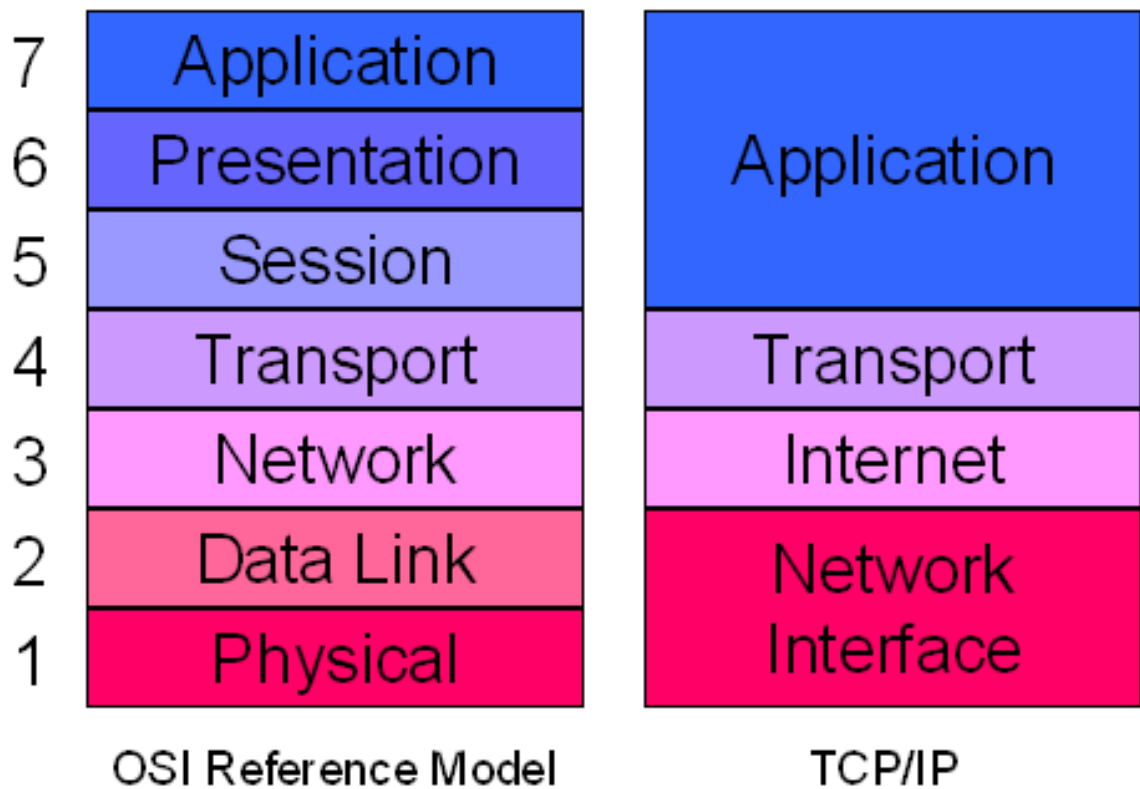 7
Application
6
Presentation
5
Session
4
Transport
3
Network
2
Data Link
1
Physical
OSI Reference Model
Application
Transport
Internet
Network
Interface
TCP/IP